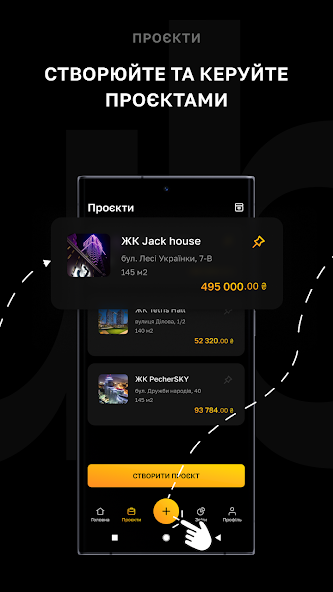 ПРОЄКТИ
СТВОРЮЙТЕ ТА КЕРУЙТЕ
ПРОЄКТАМИ
Проєкти
ЖК Jack house
бул. Лесі Українки, 7-В
145 м2
495 000.00 ₴
ЖК Tetris Hall
вулиця Ділова, 1/2
140 м2
52 320.00 ₴
ЖК PecherSKY
бул. Дружби народів, 40
145 м2
93 784.00 ₴
СТВОРИТИ ПРОЄКТ
Головна
Проєкти
Звіти
Профіль